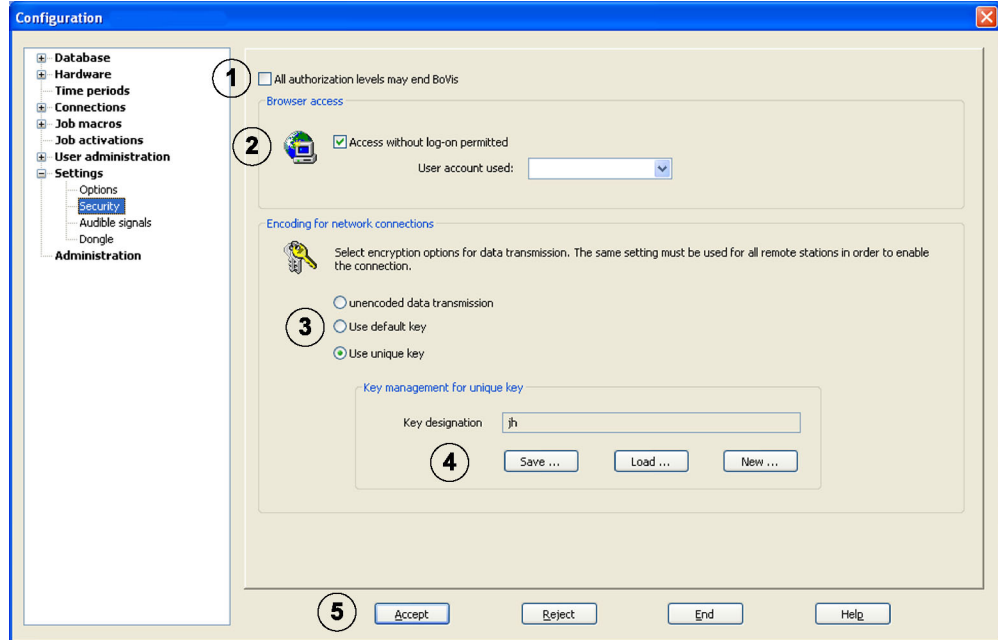 Configuration
Database
Hardware
Time periods
Connections
Job macros
Job activations
User administration
Settings
Options
Security
Audible signals
Dongle
Administration
1
All authorization levels may end BoVis
Browser access
2
Access without log-on permitted
User account used:
Encoding for network connections
Select encryption options for data transmission. The same setting must be used for all remote stations in order to enable
the connection.
unencoded data transmission
3
Use default key
Use unique key
Key management for unique key
Key designation jh
4
Save ... Load ... New ...
5
Accept Reject End Help